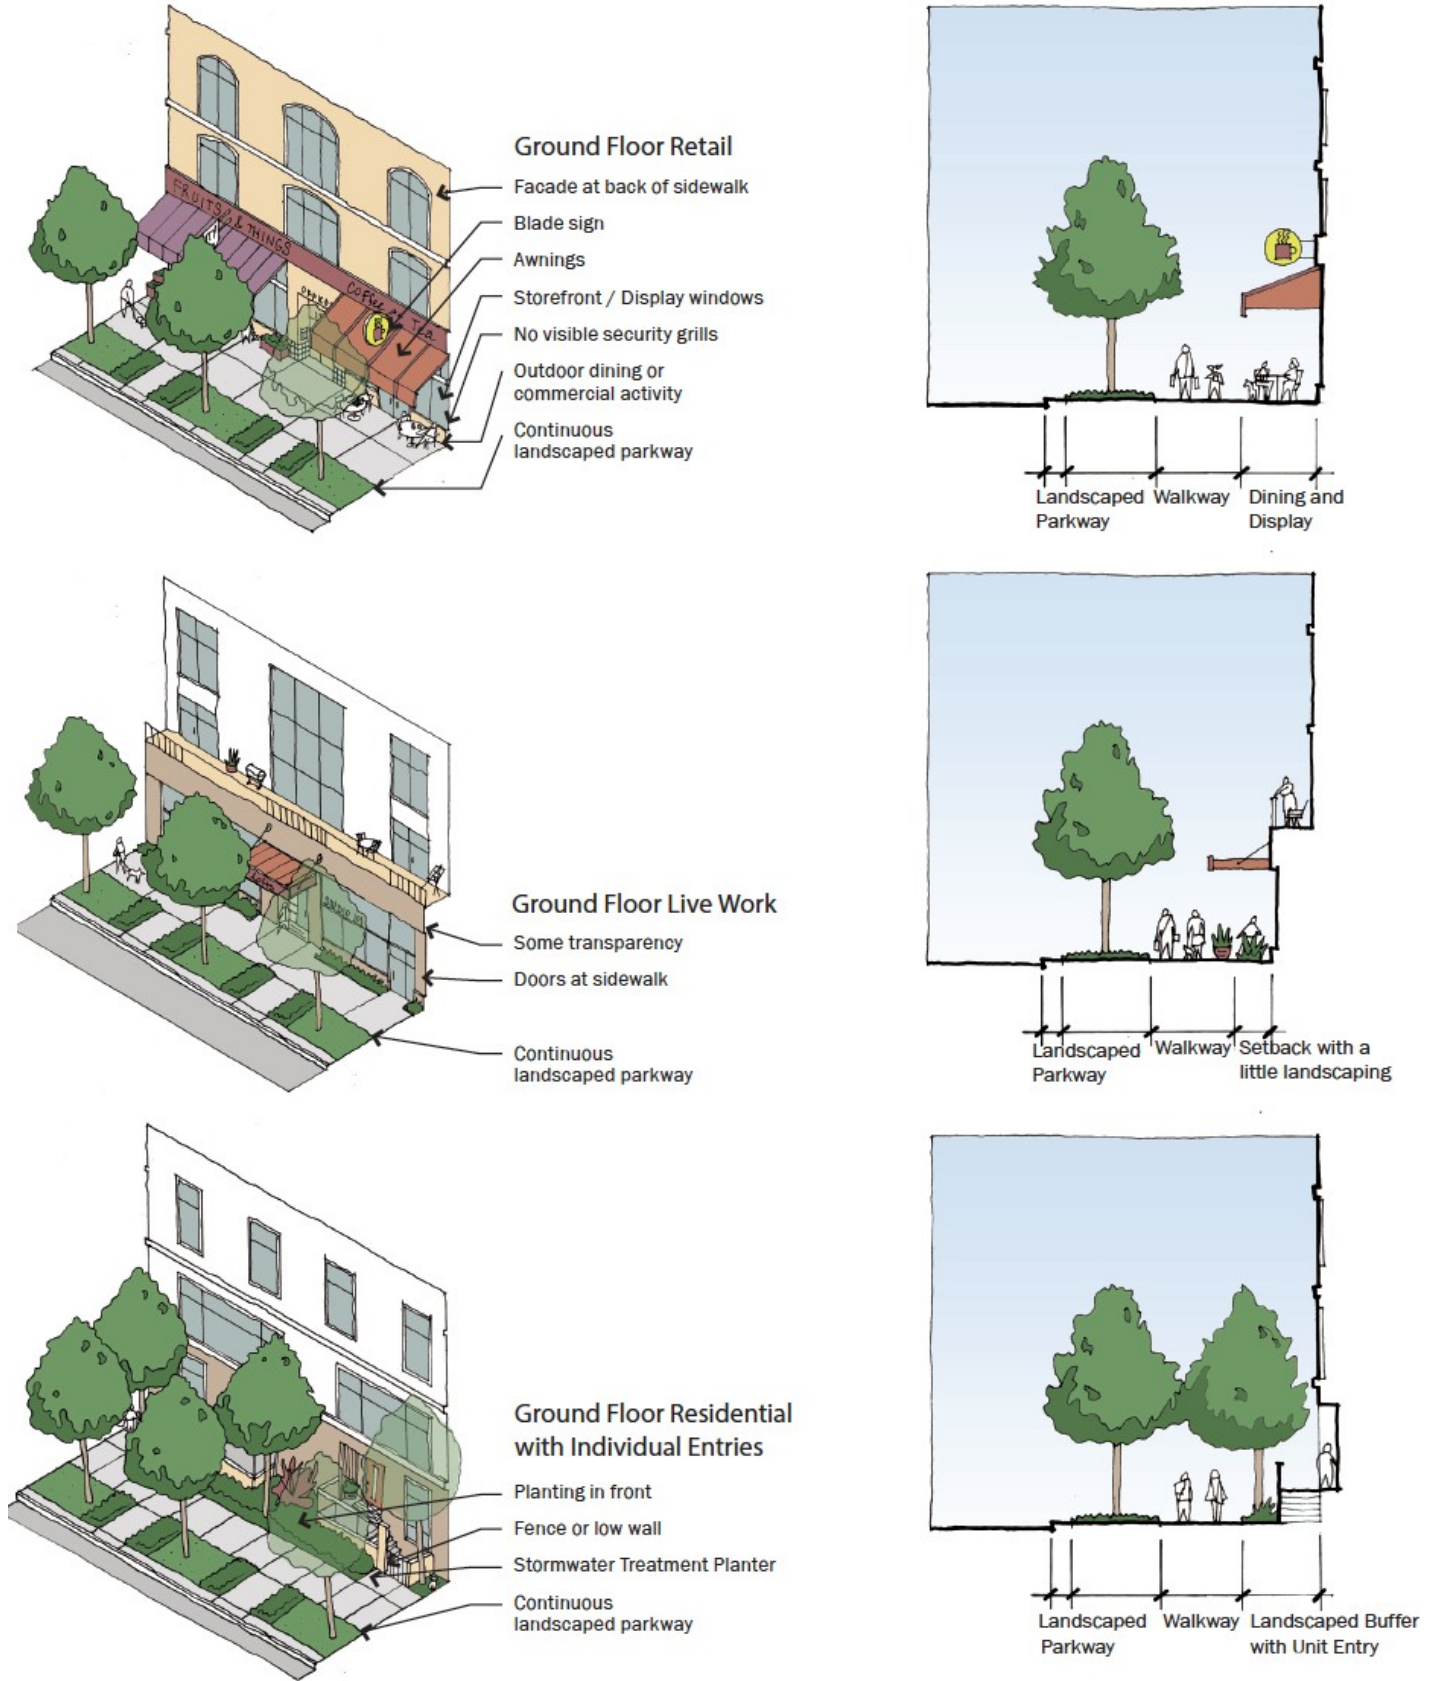 Ground Floor Retail
Facade at back of sidewalk
Blade sign
Awnings
Storefront / Display windows
No visible security grills
Outdoor dining or
commercial activity
Continuous
landscaped parkway
FRUITS & THINGS
Coffee & Tea
Landscaped
Parkway
Walkway
Dining and
Display
Ground Floor Live Work
Some transparency
Doors at sidewalk
Continuous
landscaped parkway
Landscaped
Parkway
Walkway
Setback with a
little landscaping
Ground Floor Residential
with Individual Entries
Planting in front
Fence or low wall
Stormwater Treatment Planter
Continuous
landscaped parkway
Landscaped
Parkway
Walkway
Landscaped Buffer
with Unit Entry